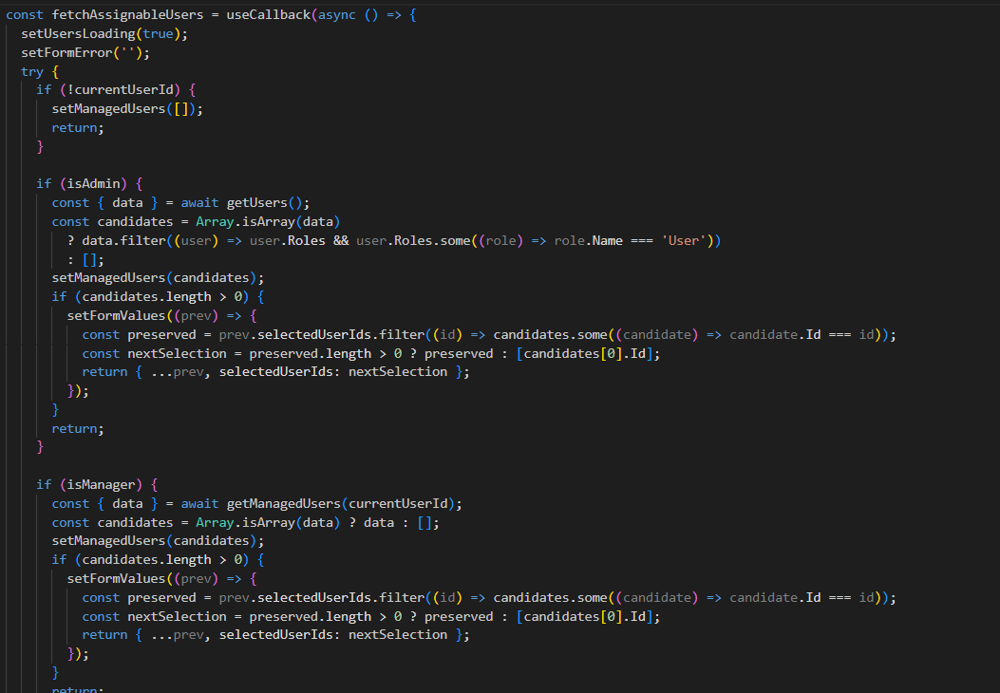 const fetchAssignableUsers = useCallback(async () => {
setUsersLoading(true);
setFormError('');
try {
if (!currentUserId) {
setManagedUsers([]);
return;
}
if (isAdmin) {
const { data } = await getUsers();
const candidates = Array.isArray(data)
? data.filter((user) => user.Roles && user.Roles.some((role) => role.Name === 'User'))
: [];
setManagedUsers(candidates);
if (candidates.length > 0) {
setFormValues((prev) => {
const preserved = prev.selectedUserIds.filter((id) => candidates.some((candidate) => candidate.Id === id));
const nextSelection = preserved.length > 0 ? preserved : [candidates[0].Id];
return { ...prev, selectedUserIds: nextSelection };
});
}
return;
}
if (isManager) {
const { data } = await getManagedUsers(currentUserId);
const candidates = Array.isArray(data) ? data : [];
setManagedUsers(candidates);
if (candidates.length > 0) {
setFormValues((prev) => {
const preserved = prev.selectedUserIds.filter((id) => candidates.some((candidate) => candidate.Id === id));
const nextSelection = preserved.length > 0 ? preserved : [candidates[0].Id];
return { ...prev, selectedUserIds: nextSelection };
});
}
return;